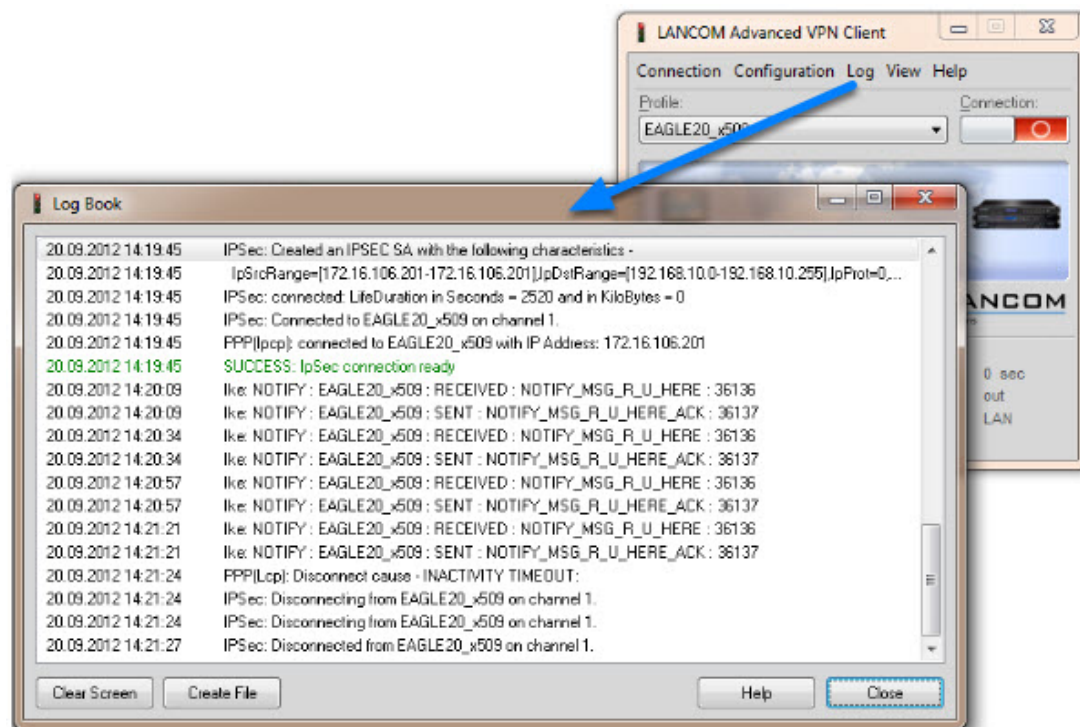 LANCOM Advanced VPN Client
Connection Configuration Log View Help
Profile:
Connection:
EAGLE20_x509
Log Book
20.09.2012 14:19:45 IPSec: Created an IPSEC SA with the following characteristics -
20.09.2012 14:19:45 IpSrcRange=[172.16.106.201-172.16.106.201],IpDstRange=[192.168.10.0-192.168.10.255],IpProt=0,...
20.09.2012 14:19:45 IPSec: connected: LifeDuration in Seconds = 2520 and in KiloBytes = 0
20.09.2012 14:19:45 IPSec: Connected to EAGLE20_x509 on channel 1.
20.09.2012 14:19:45 PPP(Ipcp): connected to EAGLE20_x509 with IP Address: 172.16.106.201
20.09.2012 14:19:45 SUCCESS: IpSec connection ready
20.09.2012 14:20:09 Ike: NOTIFY : EAGLE20_x509 : RECEIVED : NOTIFY_MSG_R_U_HERE : 36136
20.09.2012 14:20:09 Ike: NOTIFY : EAGLE20_x509 : SENT : NOTIFY_MSG_R_U_HERE_ACK : 36137
20.09.2012 14:20:34 Ike: NOTIFY : EAGLE20_x509 : RECEIVED : NOTIFY_MSG_R_U_HERE : 36136
20.09.2012 14:20:34 Ike: NOTIFY : EAGLE20_x509 : SENT : NOTIFY_MSG_R_U_HERE_ACK : 36137
20.09.2012 14:20:57 Ike: NOTIFY : EAGLE20_x509 : RECEIVED : NOTIFY_MSG_R_U_HERE : 36136
20.09.2012 14:20:57 Ike: NOTIFY : EAGLE20_x509 : SENT : NOTIFY_MSG_R_U_HERE_ACK : 36137
20.09.2012 14:21:21 Ike: NOTIFY : EAGLE20_x509 : RECEIVED : NOTIFY_MSG_R_U_HERE : 36136
20.09.2012 14:21:21 Ike: NOTIFY : EAGLE20_x509 : SENT : NOTIFY_MSG_R_U_HERE_ACK : 36137
20.09.2012 14:21:24 PPP(Lcp): Disconnect cause - INACTIVITY TIMEOUT:
20.09.2012 14:21:24 IPSec: Disconnecting from EAGLE20_x509 on channel 1.
20.09.2012 14:21:24 IPSec: Disconnecting from EAGLE20_x509 on channel 1.
20.09.2012 14:21:27 IPSec: Disconnected from EAGLE20_x509 on channel 1.
Clear Screen Create File Help Close
ANCOM
0 sec
out
LAN